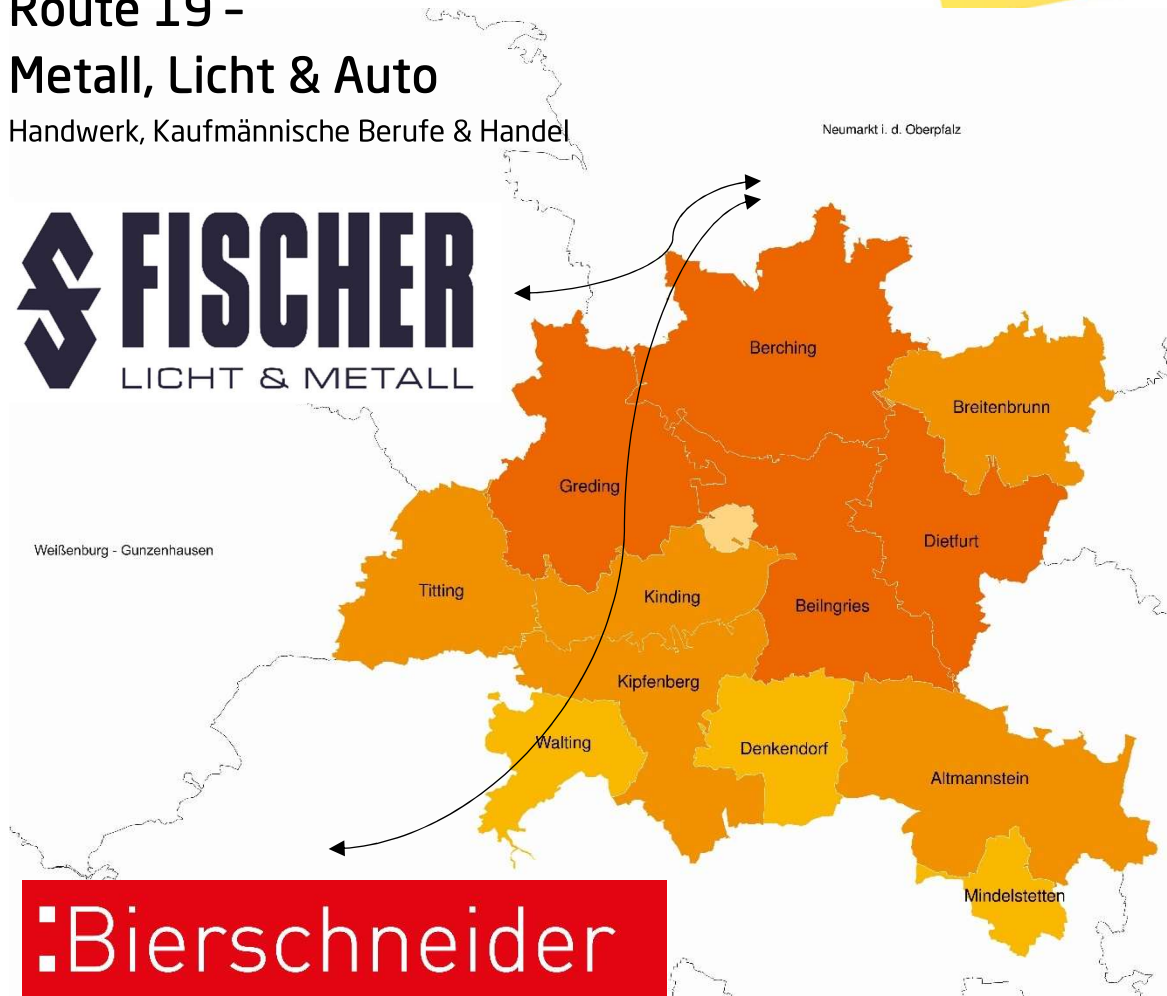 Route 19 –
Metall, Licht & Auto
Handwerk, Kaufmännische Berufe & Handel
Neumarkt i. d. Oberpfalz
FISCHER
LICHT & METALL
Berching
Breitenbrunn
Greding
Dietfurt
Weißenburg - Gunzenhausen
Titting
Kinding
Beilngries
Kipfenberg
Walting
Denkendorf
Altmannstein
Mindelstetten
:Bierschneider